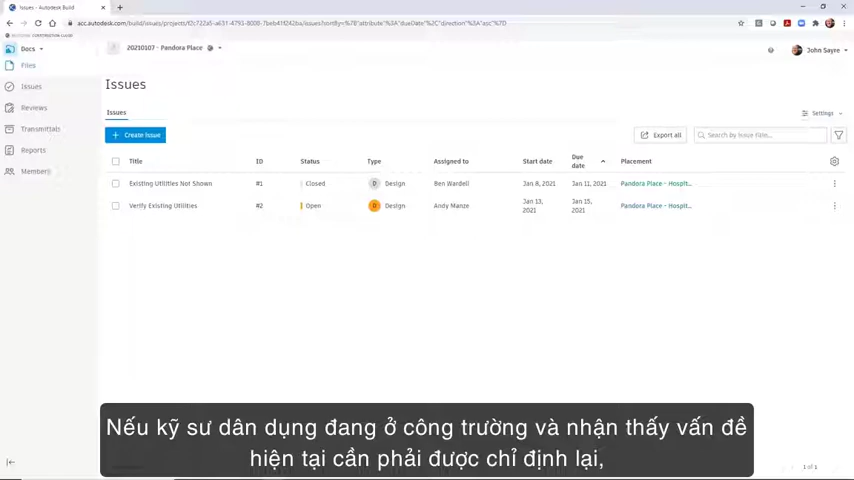 Issues - Autodesk Build
Docs
20210107 - Pandora Place
John Sayre
Files
Issues
Reviews
Transmittals
Reports
Members
Issues
Issues
Settings
+ Create Issue
Export all
Search by Issue Title...
Title ID Status Type Assigned to Start date Due date Placement
Existing Utilities Not Shown #1 Closed D Design Ben Wardell Jan 8, 2021 Jan 11, 2021 Pandora Place - Hospit...
Verify Existing Utilities #2 Open D Design Andy Manze Jan 13, 2021 Jan 15, 2021 Pandora Place - Hospit...
Nếu kỹ sư dân dụng đang ở công trường và nhận thấy vấn đề
hiện tại cần phải được chỉ định lại,
1 of 1